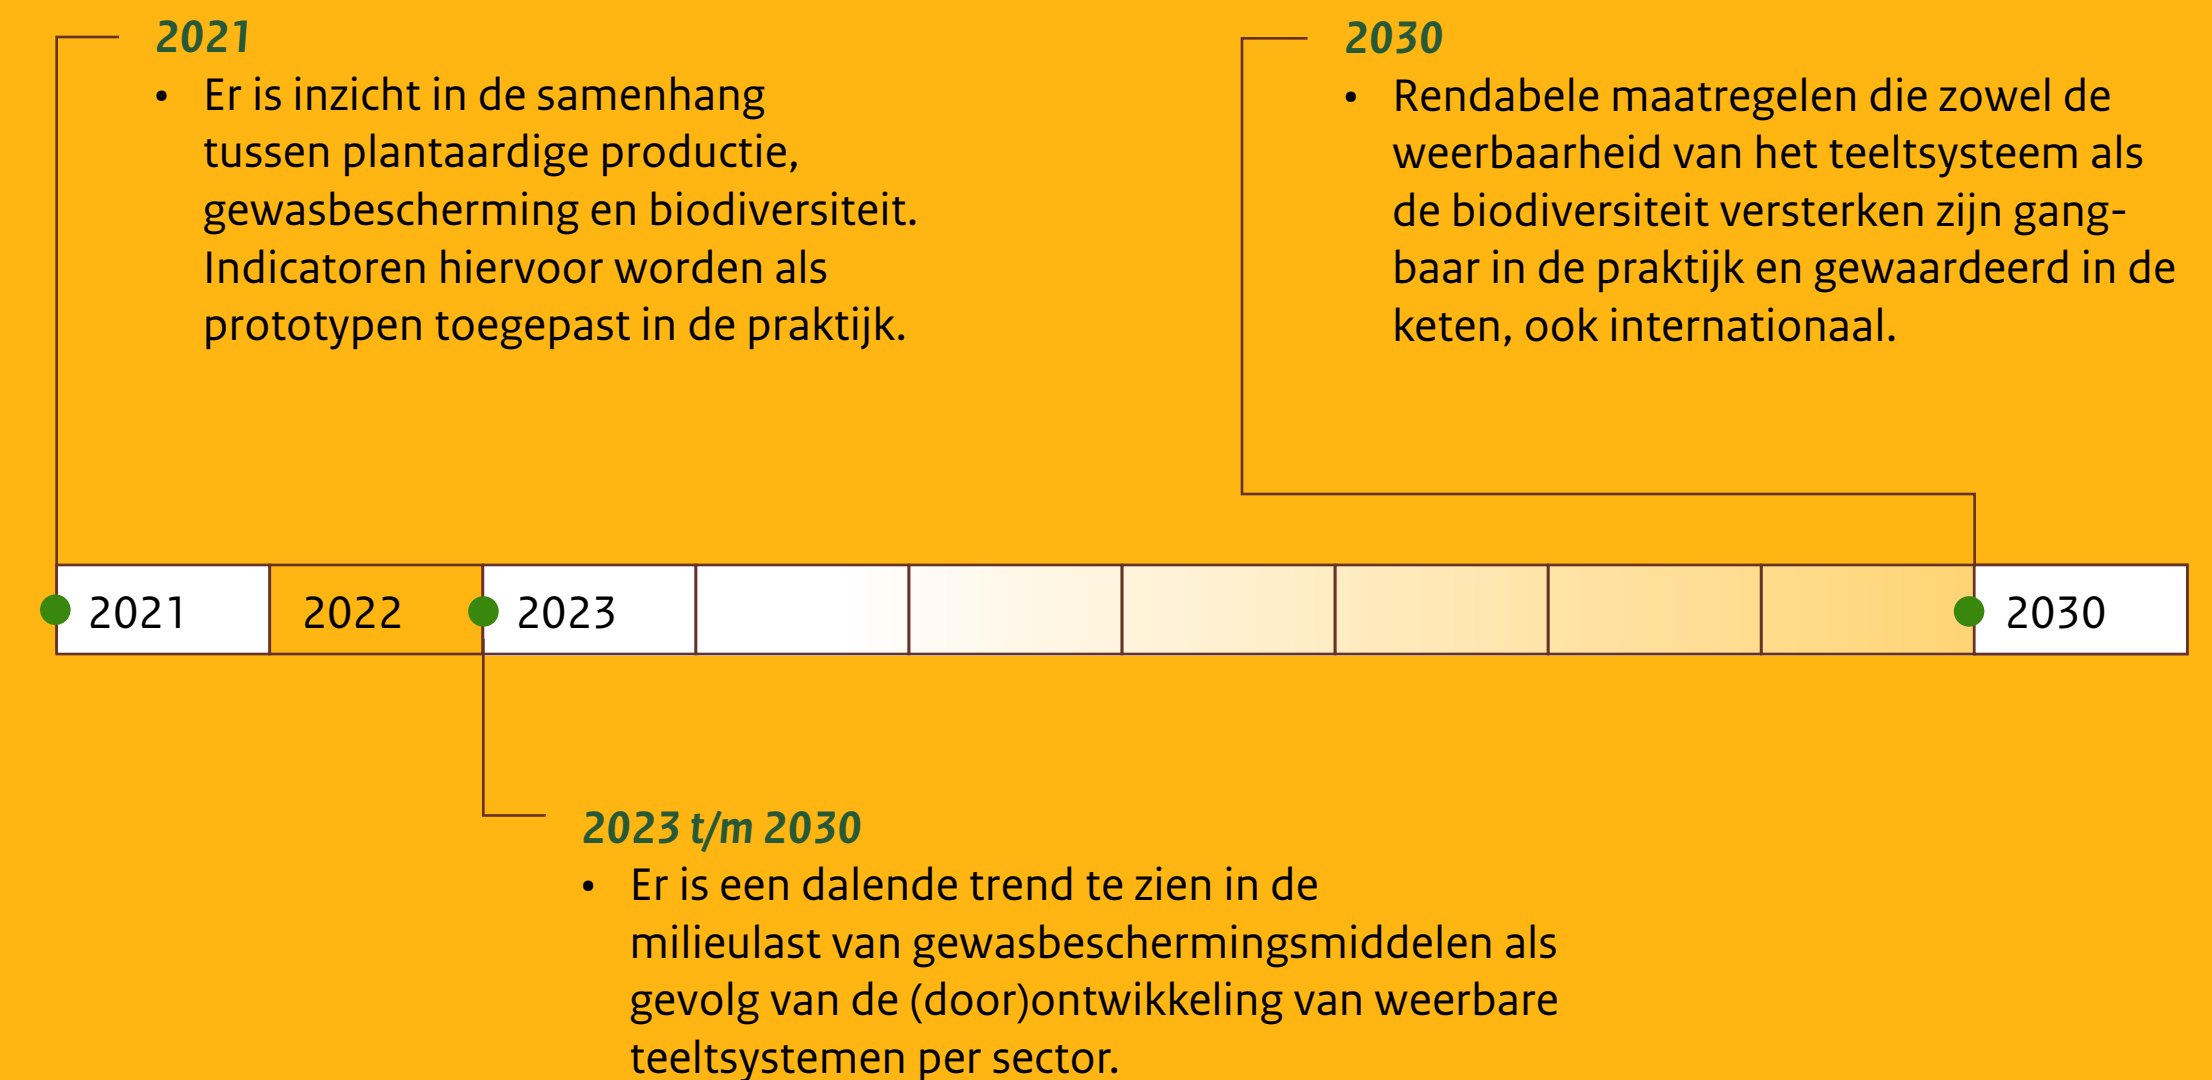 2021
• Er is inzicht in de samenhang
tussen plantaardige productie,
gewasbescherming en biodiversiteit.
Indicatoren hiervoor worden als
prototypen toegepast in de praktijk.
2030
• Rendabele maatregelen die zowel de
weerbaarheid van het teeltsysteem als
de biodiversiteit versterken zijn gang-
baar in de praktijk en gewaardeerd in de
keten, ook internationaal.
2021 2022 2023 2030
2023 t/m 2030
• Er is een dalende trend te zien in de
milieulast van gewasbeschermingsmiddelen als
gevolg van de (door)ontwikkeling van weerbare
teeltsystemen per sector.